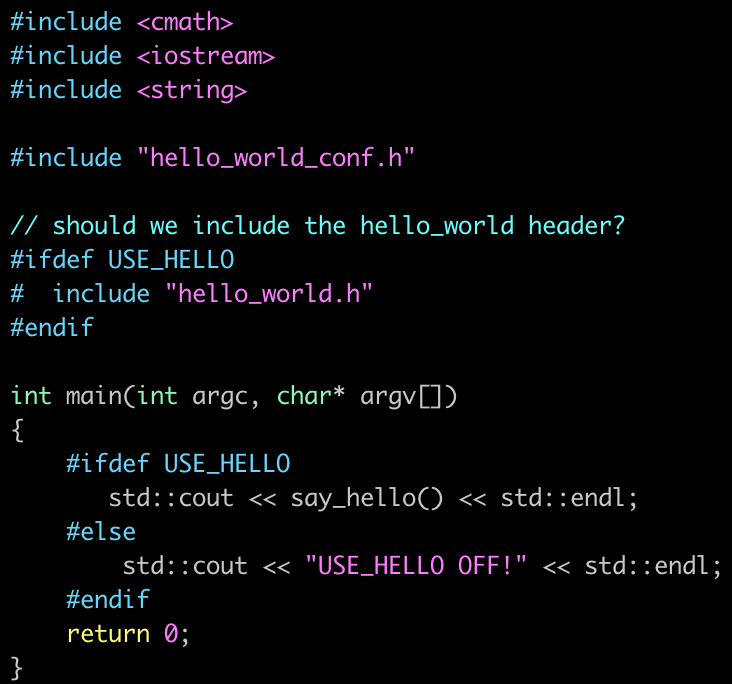 #include <cmath>
#include <iostream>
#include <string>

#include "hello_world_conf.h"

// should we include the hello_world header?
#ifdef USE_HELLO
#  include "hello_world.h"
#endif

int main(int argc, char* argv[])
{
    #ifdef USE_HELLO
       std::cout << say_hello() << std::endl;
    #else
        std::cout << "USE_HELLO OFF!" << std::endl;
    #endif
    return 0;
}